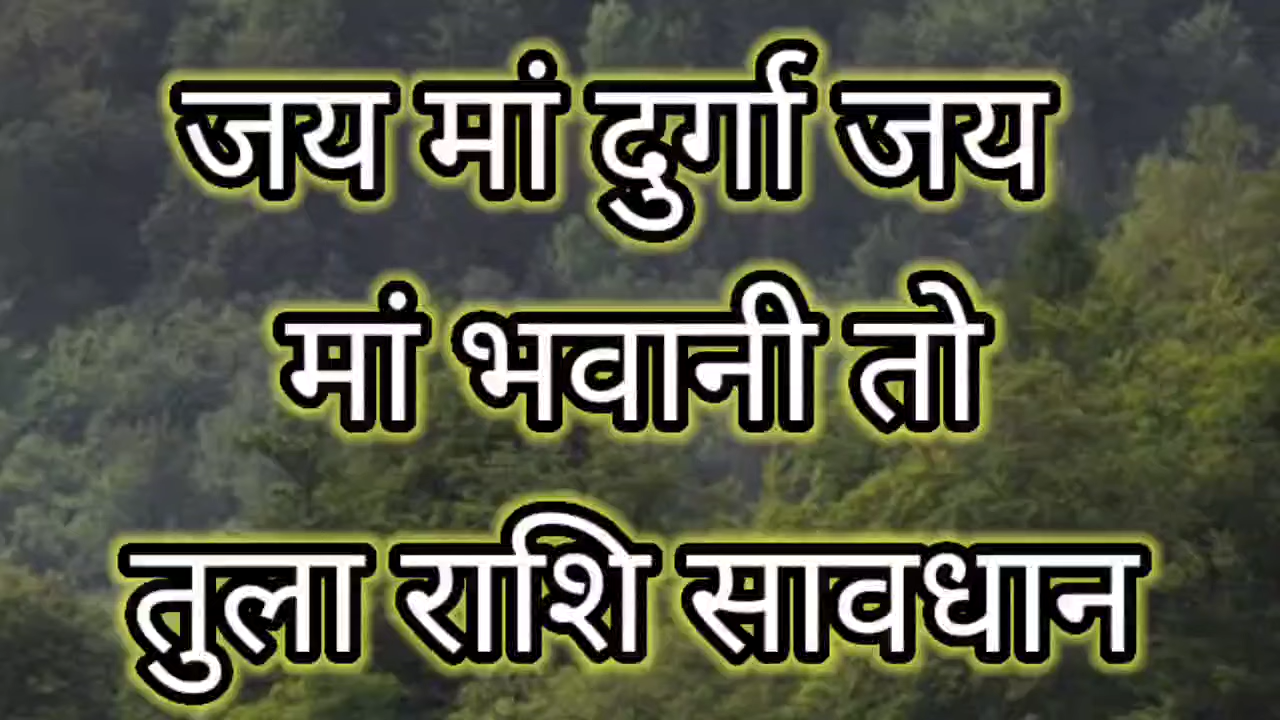 जय मां दुर्गा जय
मां भवानी तो
तुला राशि सावधान